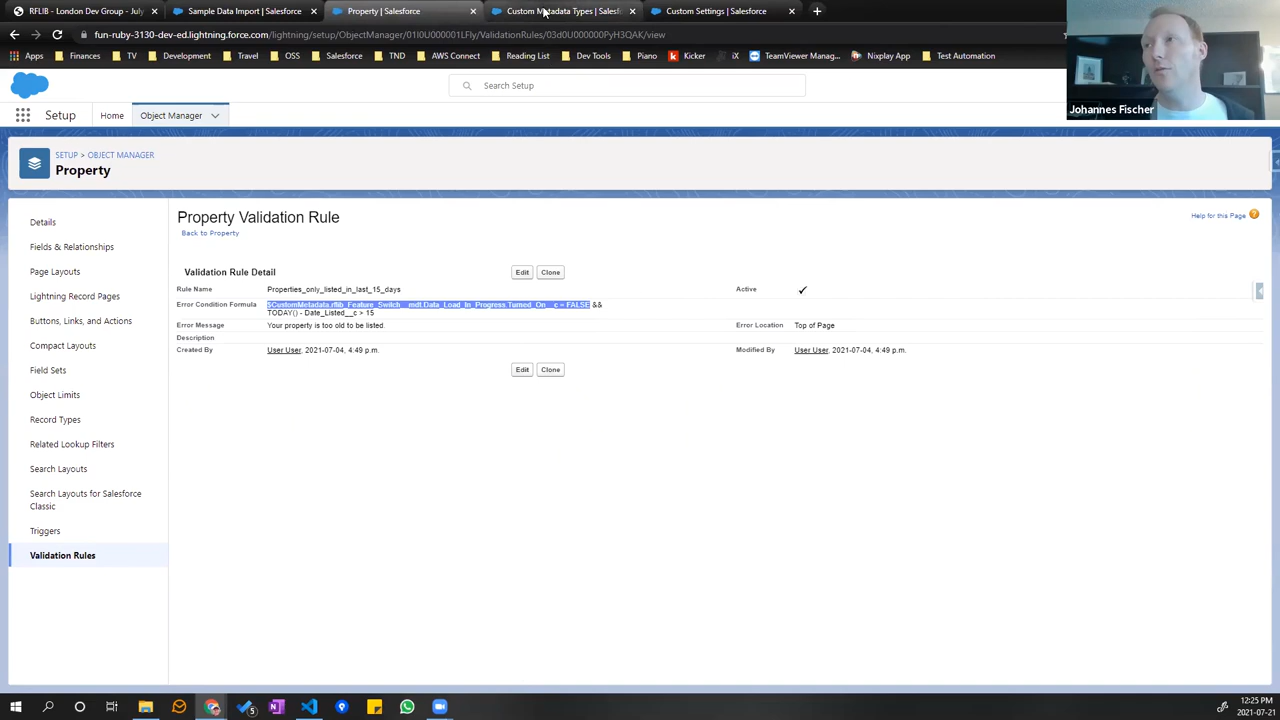 RFLIB - London Dev Group - July
Sample Data Import | Salesforce
Property | Salesforce
Custom Metadata Types | Salesf
Custom Settings | Salesforce
fun-ruby-3130-dev-ed.lightning.force.com/lightning/setup/ObjectManager/01I0U000001LFIy/ValidationRules/03d0U000000PyH3QAK/view
Apps
Finances
TV
Development
Travel
OSS
Salesforce
TND
AWS Connect
Reading List
Dev Tools
Piano
Kicker
iX
TeamViewer Manage
Nixplay App
Test Automation
Search Setup
Johannes Fischer
Setup
Home
Object Manager
SETUP > OBJECT MANAGER
Property
Details
Fields & Relationships
Page Layouts
Lightning Record Pages
Buttons, Links, and Actions
Compact Layouts
Field Sets
Object Limits
Record Types
Related Lookup Filters
Search Layouts
Search Layouts for Salesforce
Classic
Triggers
Validation Rules
Property Validation Rule
Back to Property
Help for this Page
Validation Rule Detail
Edit
Clone
Rule Name
Properties_only_listed_in_last_15_days
Active
Error Condition Formula
$CustomMetadata.rflib_Feature_Switch__mdt.Data_Load_In_Progress.Turned_On__c = FALSE &&
TODAY() - Date_Listed__c > 15
Error Message
Your property is too old to be listed.
Error Location
Top of Page
Description
Created By
User User, 2021-07-04, 4:49 p.m.
Modified By
User User, 2021-07-04, 4:49 p.m.
Edit
Clone
5
12:25 PM
2021-07-21